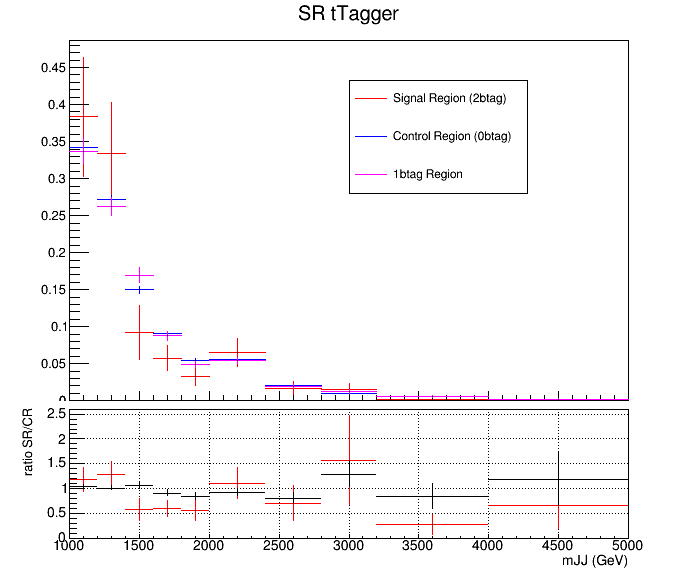 SR tTagger
0.45
0.4
0.35
0.3
0.25
0.2
0.15
0.1
0.05
0
Signal Region (2btag)
Control Region (0btag)
1btag Region
ratio SR/CR
2.5
2
1.5
1
0.5
0
1000 1500 2000 2500 3000 3500 4000 4500 5000
mJJ (GeV)